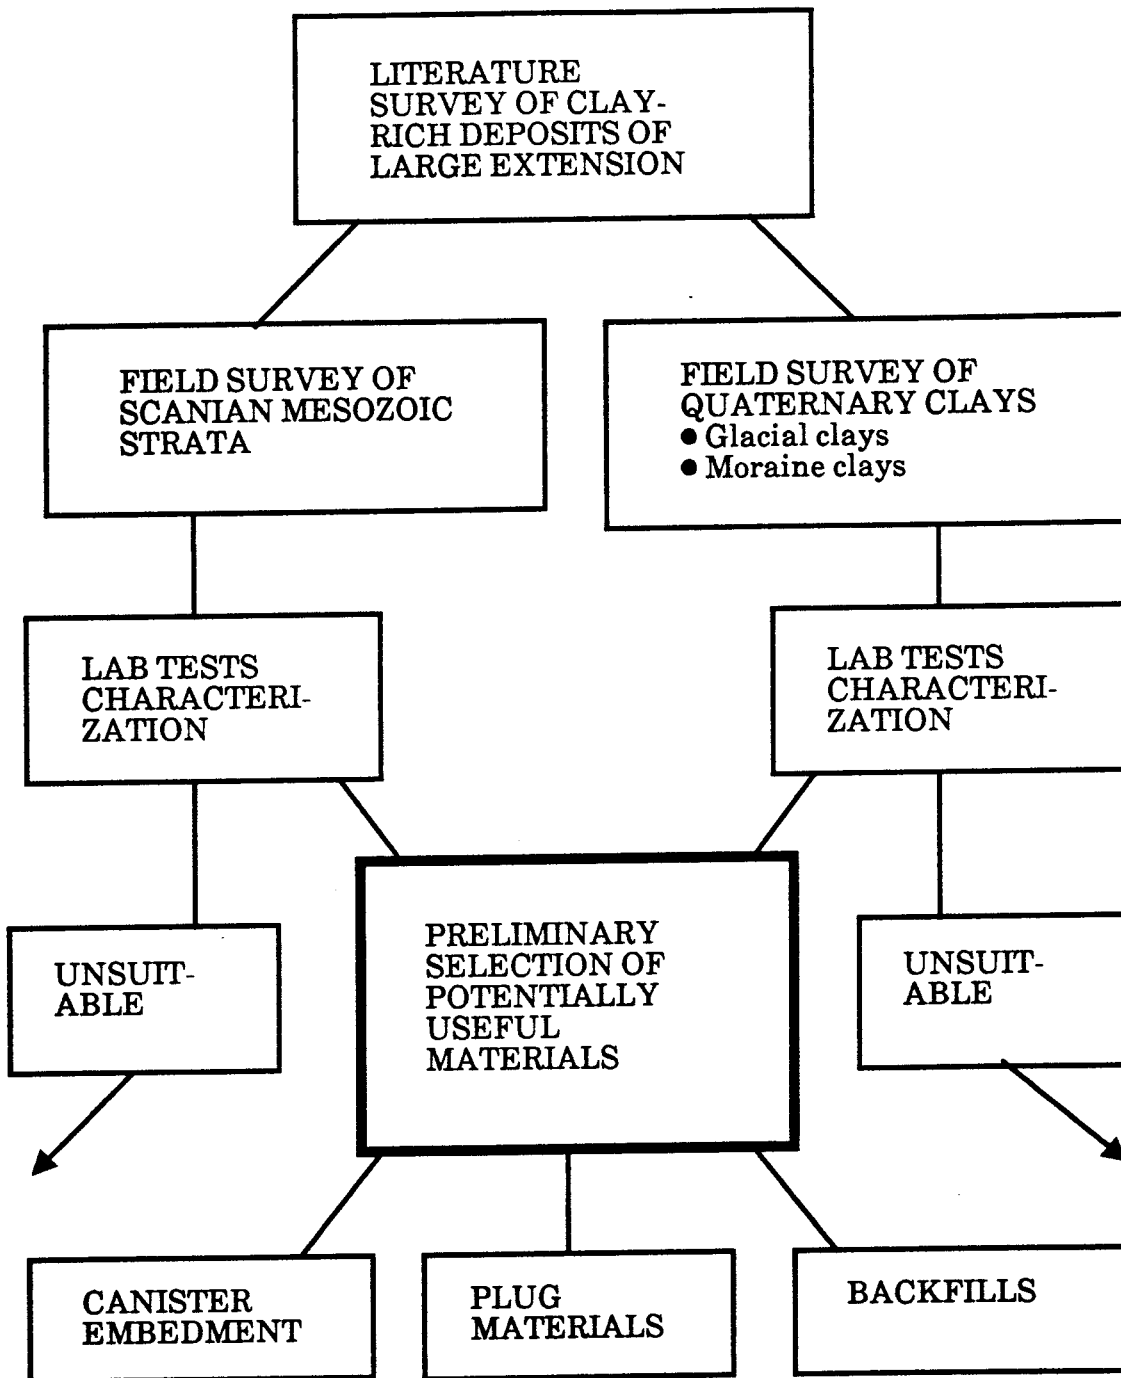 LITERATURE
SURVEY OF CLAY-
RICH DEPOSITS OF
LARGE EXTENSION
FIELD SURVEY OF
SCANIAN MESOZOIC
STRATA
FIELD SURVEY OF
QUATERNARY CLAYS
● Glacial clays
● Moraine clays
LAB TESTS
CHARACTERI-
ZATION
LAB TESTS
CHARACTERI-
ZATION
UNSUIT-
ABLE
PRELIMINARY
SELECTION OF
POTENTIALLY
USEFUL
MATERIALS
UNSUIT-
ABLE
CANISTER
EMBEDMENT
PLUG
MATERIALS
BACKFILLS